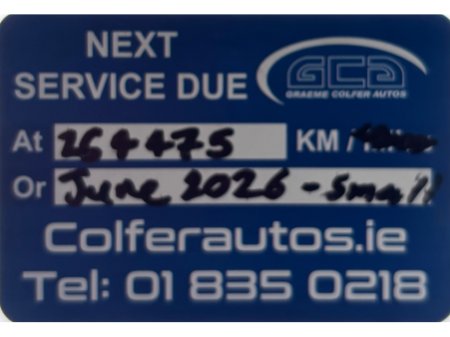 NEXT
SERVICE DUE
GCA
GRAEME COLFER AUTOS
At 264475 KM /
Or June 2026 - Small
Colferautos.ie
Tel: 01 835 0218